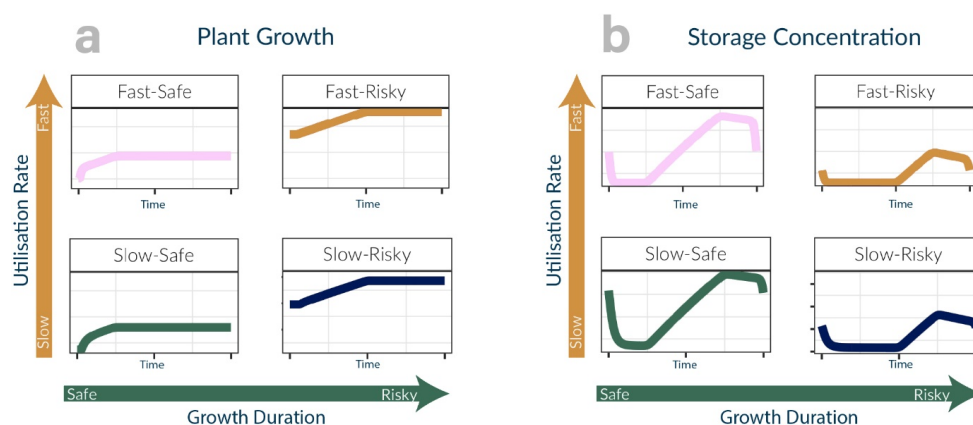 a
Plant Growth
Utilisation Rate
Fast
Slow
Fast-Safe
Time
Fast-Risky
Time
Slow-Safe
Time
Slow-Risky
Time
Safe
Risky
Growth Duration
b
Storage Concentration
Utilisation Rate
Fast
Slow
Fast-Safe
Time
Fast-Risky
Time
Slow-Safe
Time
Slow-Risky
Time
Safe
Risky
Growth Duration